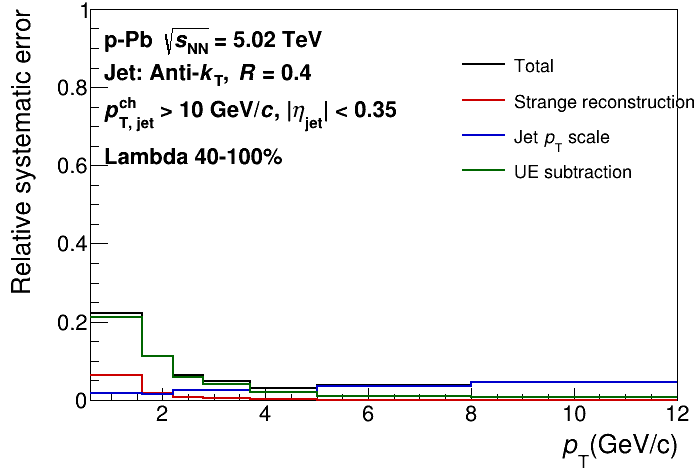 p-Pb √sNN = 5.02 TeV
Jet: Anti-kT, R = 0.4
pT, jet ch > 10 GeV/c, |ηjet| < 0.35
Lambda 40-100%
Total
Strange reconstruction
Jet pT scale
UE subtraction
Relative systematic error
1
0.8
0.6
0.4
0.2
0
2
4
6
8
10
12
pT(GeV/c)